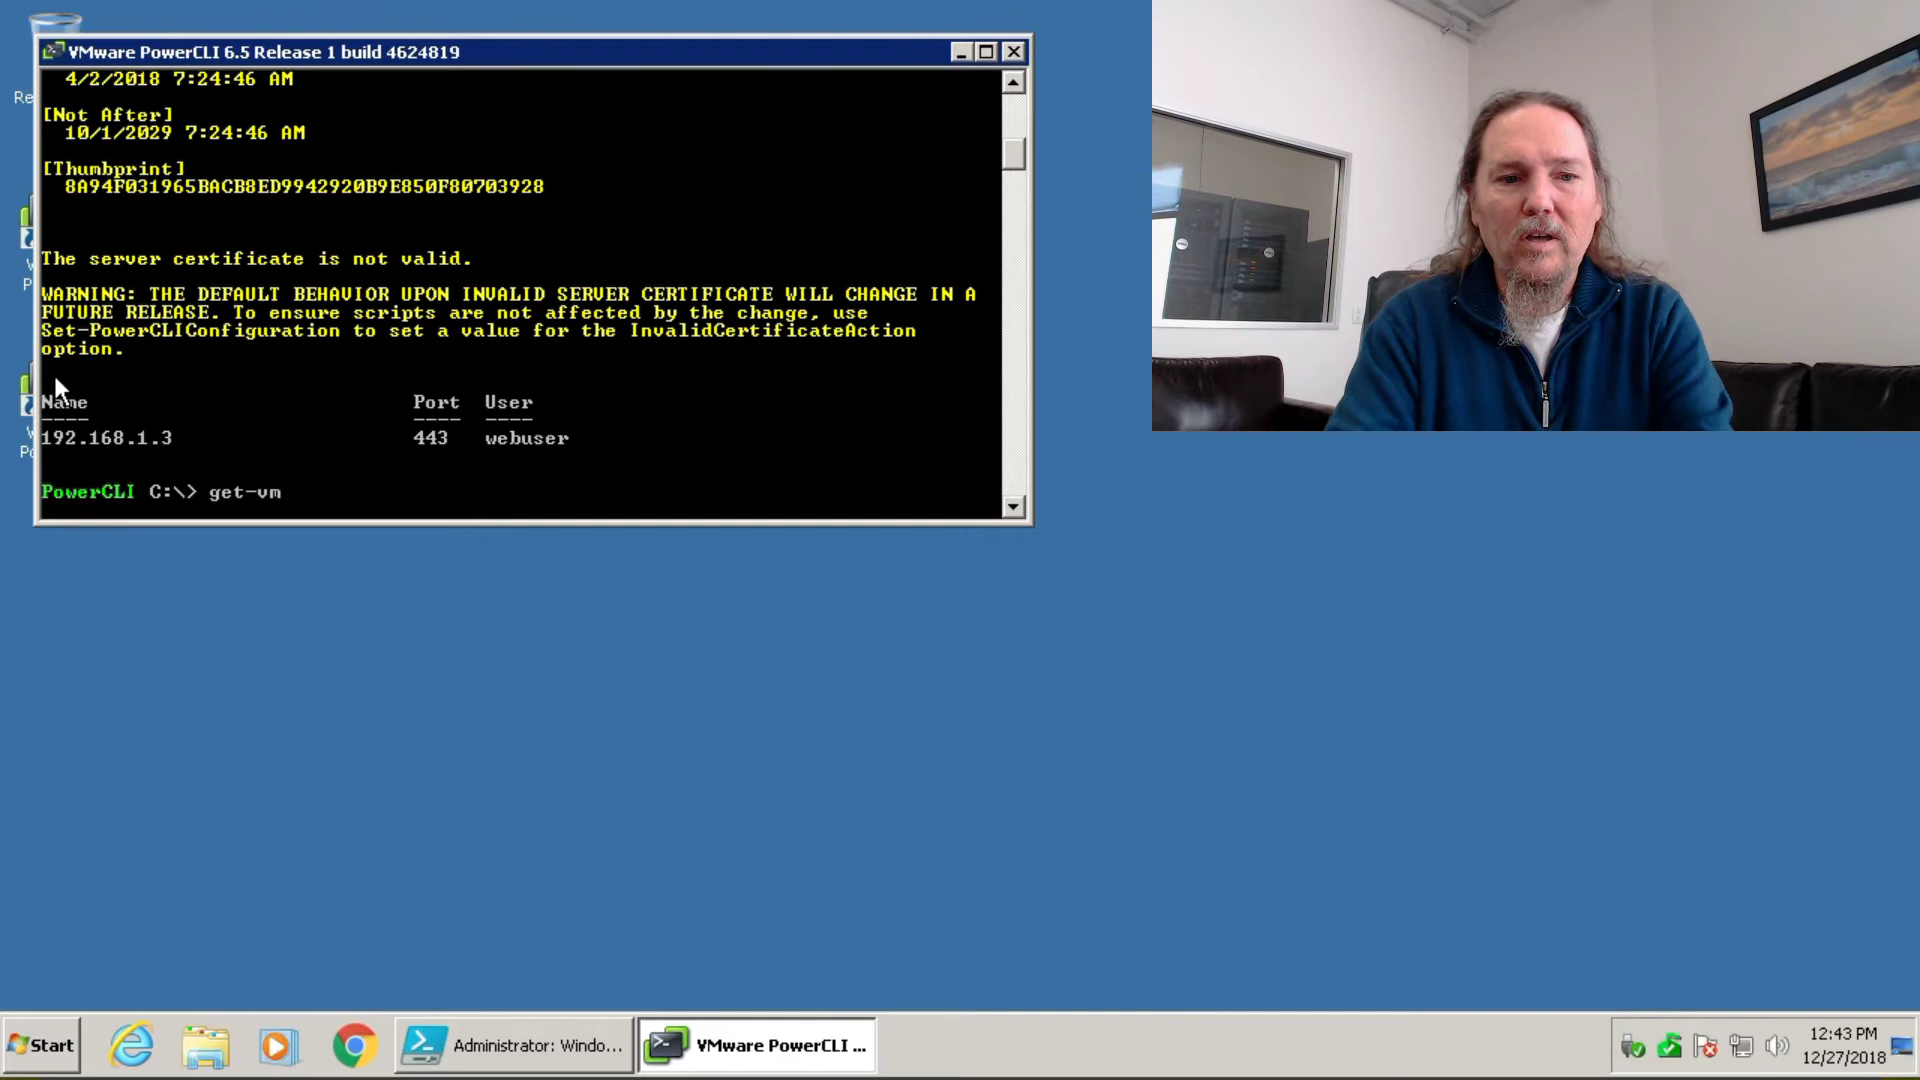 Re
VMware PowerCLI 6.5 Release 1 build 4624819
4/2/2018 7:24:46 AM
[Not After]
10/1/2029 7:24:46 AM
[Thumbprint]
8A94F031965BACB8ED9942920B9E850F80703928
The server certificate is not valid.
WARNING: THE DEFAULT BEHAVIOR UPON INVALID SERVER CERTIFICATE WILL CHANGE IN A
FUTURE RELEASE. To ensure scripts are not affected by the change, use
Set-PowerCLIConfiguration to set a value for the InvalidCertificateAction
option.
Name Port User
---- ---- ----
192.168.1.3 443 webuser
PowerCLI C:\> get-vm
Start
Administrator: Windo...
VMware PowerCLI ...
12:43 PM
12/27/2018